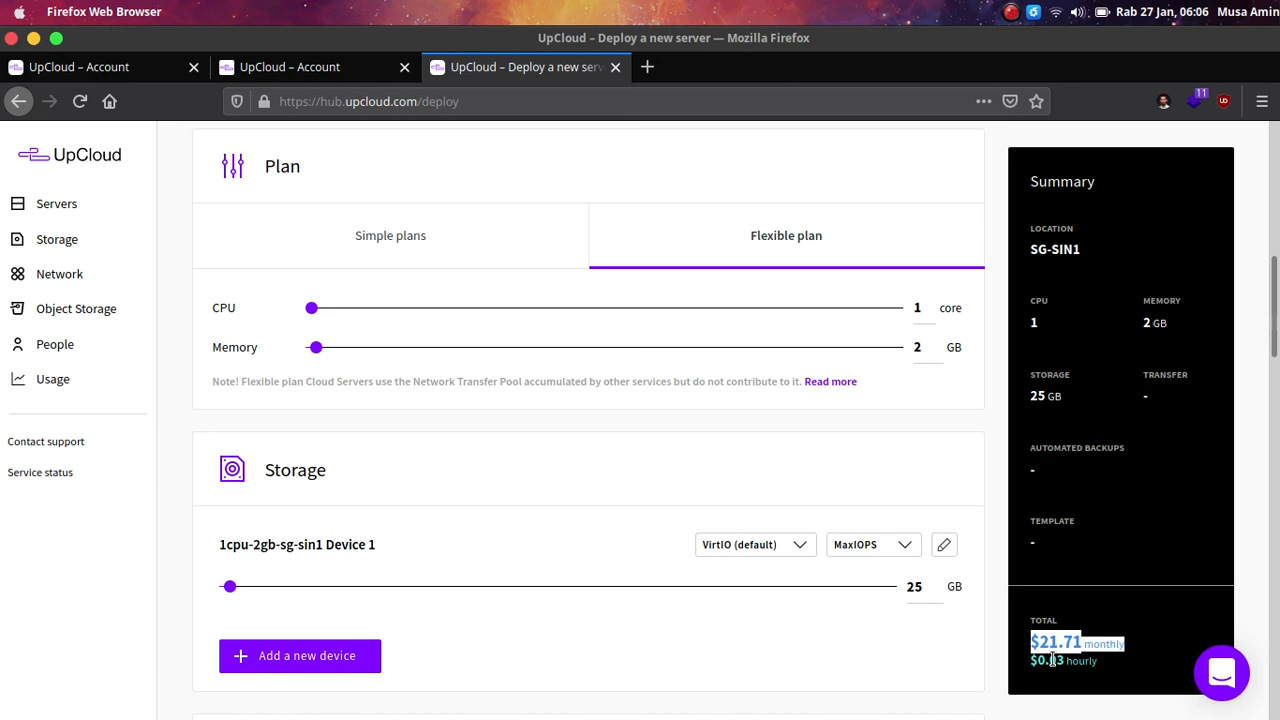 Firefox Web Browser
Rab 27 Jan, 06:06 Musa Amin
UpCloud – Deploy a new server — Mozilla Firefox
UpCloud – Account
UpCloud – Account
UpCloud – Deploy a new serv
https://hub.upcloud.com/deploy
11
UpCloud
Servers
Storage
Network
Object Storage
People
Usage
Contact support
Service status
Plan
Simple plans
Flexible plan
CPU 1 core
Memory 2 GB
Note! Flexible plan Cloud Servers use the Network Transfer Pool accumulated by other services but do not contribute to it. Read more
Storage
1cpu-2gb-sg-sin1 Device 1
VirtIO (default)
MaxIOPS
25 GB
Add a new device
Summary
LOCATION
SG-SIN1
CPU MEMORY
1 2 GB
STORAGE TRANSFER
25 GB -
AUTOMATED BACKUPS
-
TEMPLATE
-
TOTAL
$21.71 monthly
hourly